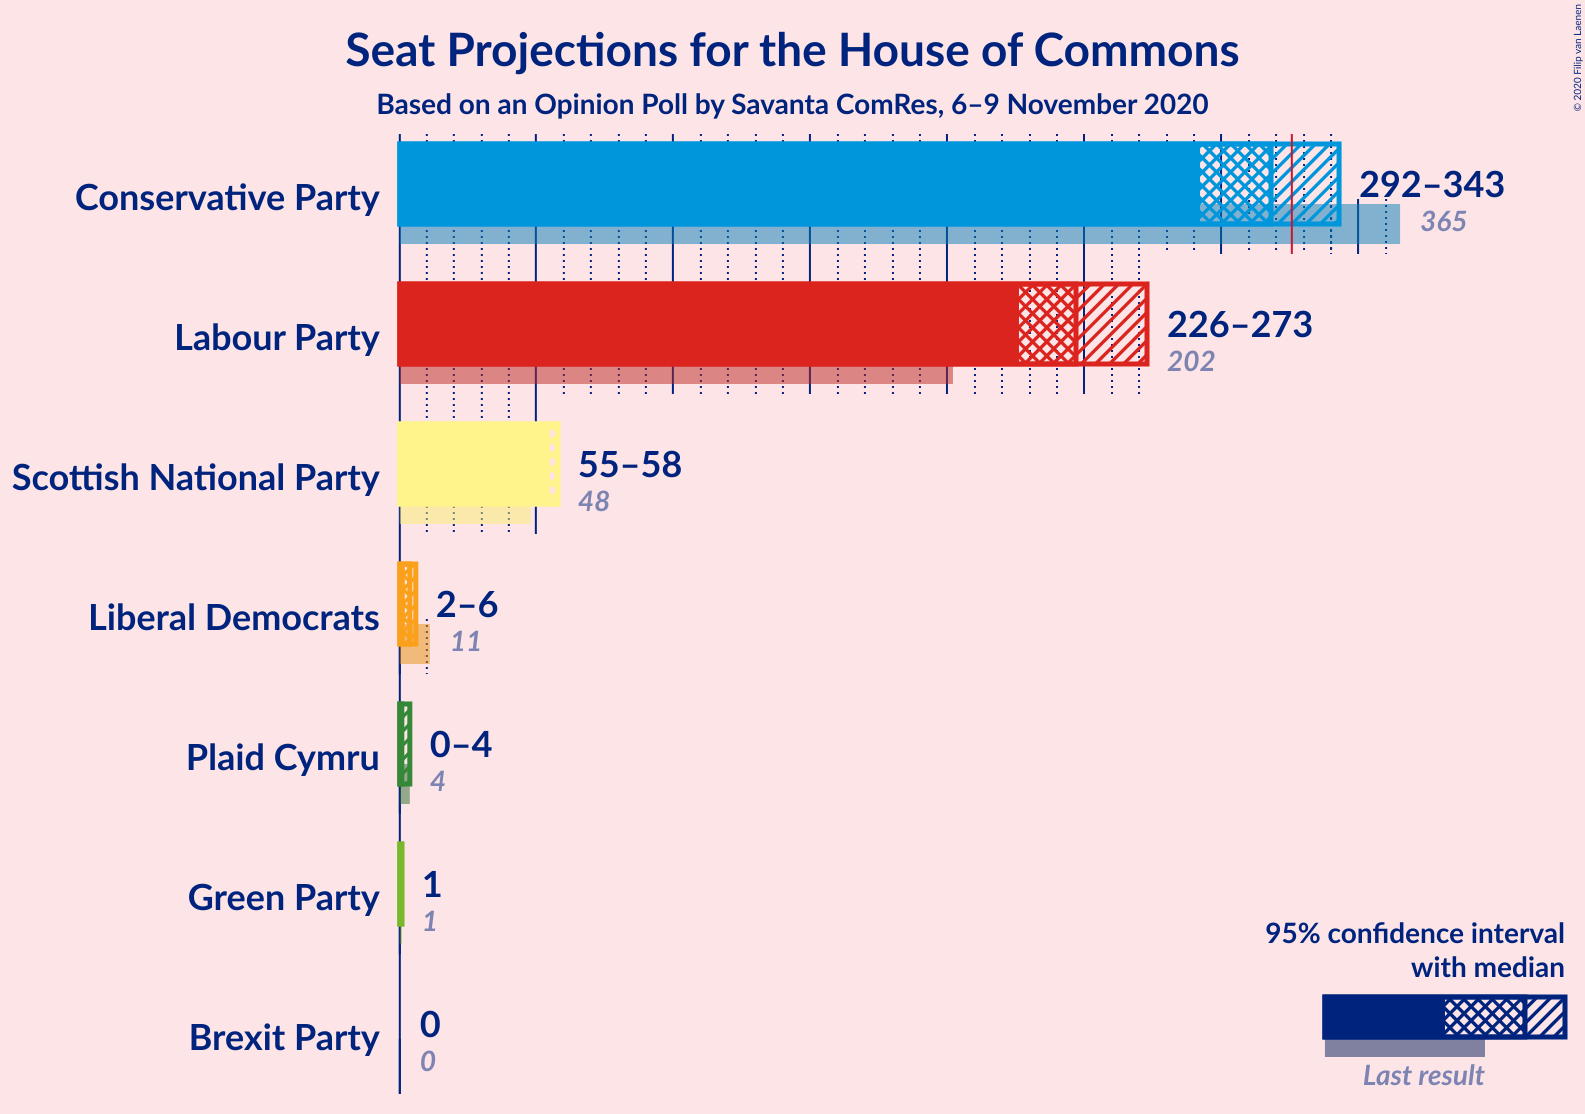 Seat Projections for the House of Commons
Based on an Opinion Poll by Savanta ComRes, 6–9 November 2020
© 2020 Filip van Laenen
Conservative Party
292–343
365
Labour Party
226–273
202
Scottish National Party
55–58
48
Liberal Democrats
2–6
11
Plaid Cymru
0–4
4
Green Party
1
1
Brexit Party
0
0
95% confidence interval
with median
Last result